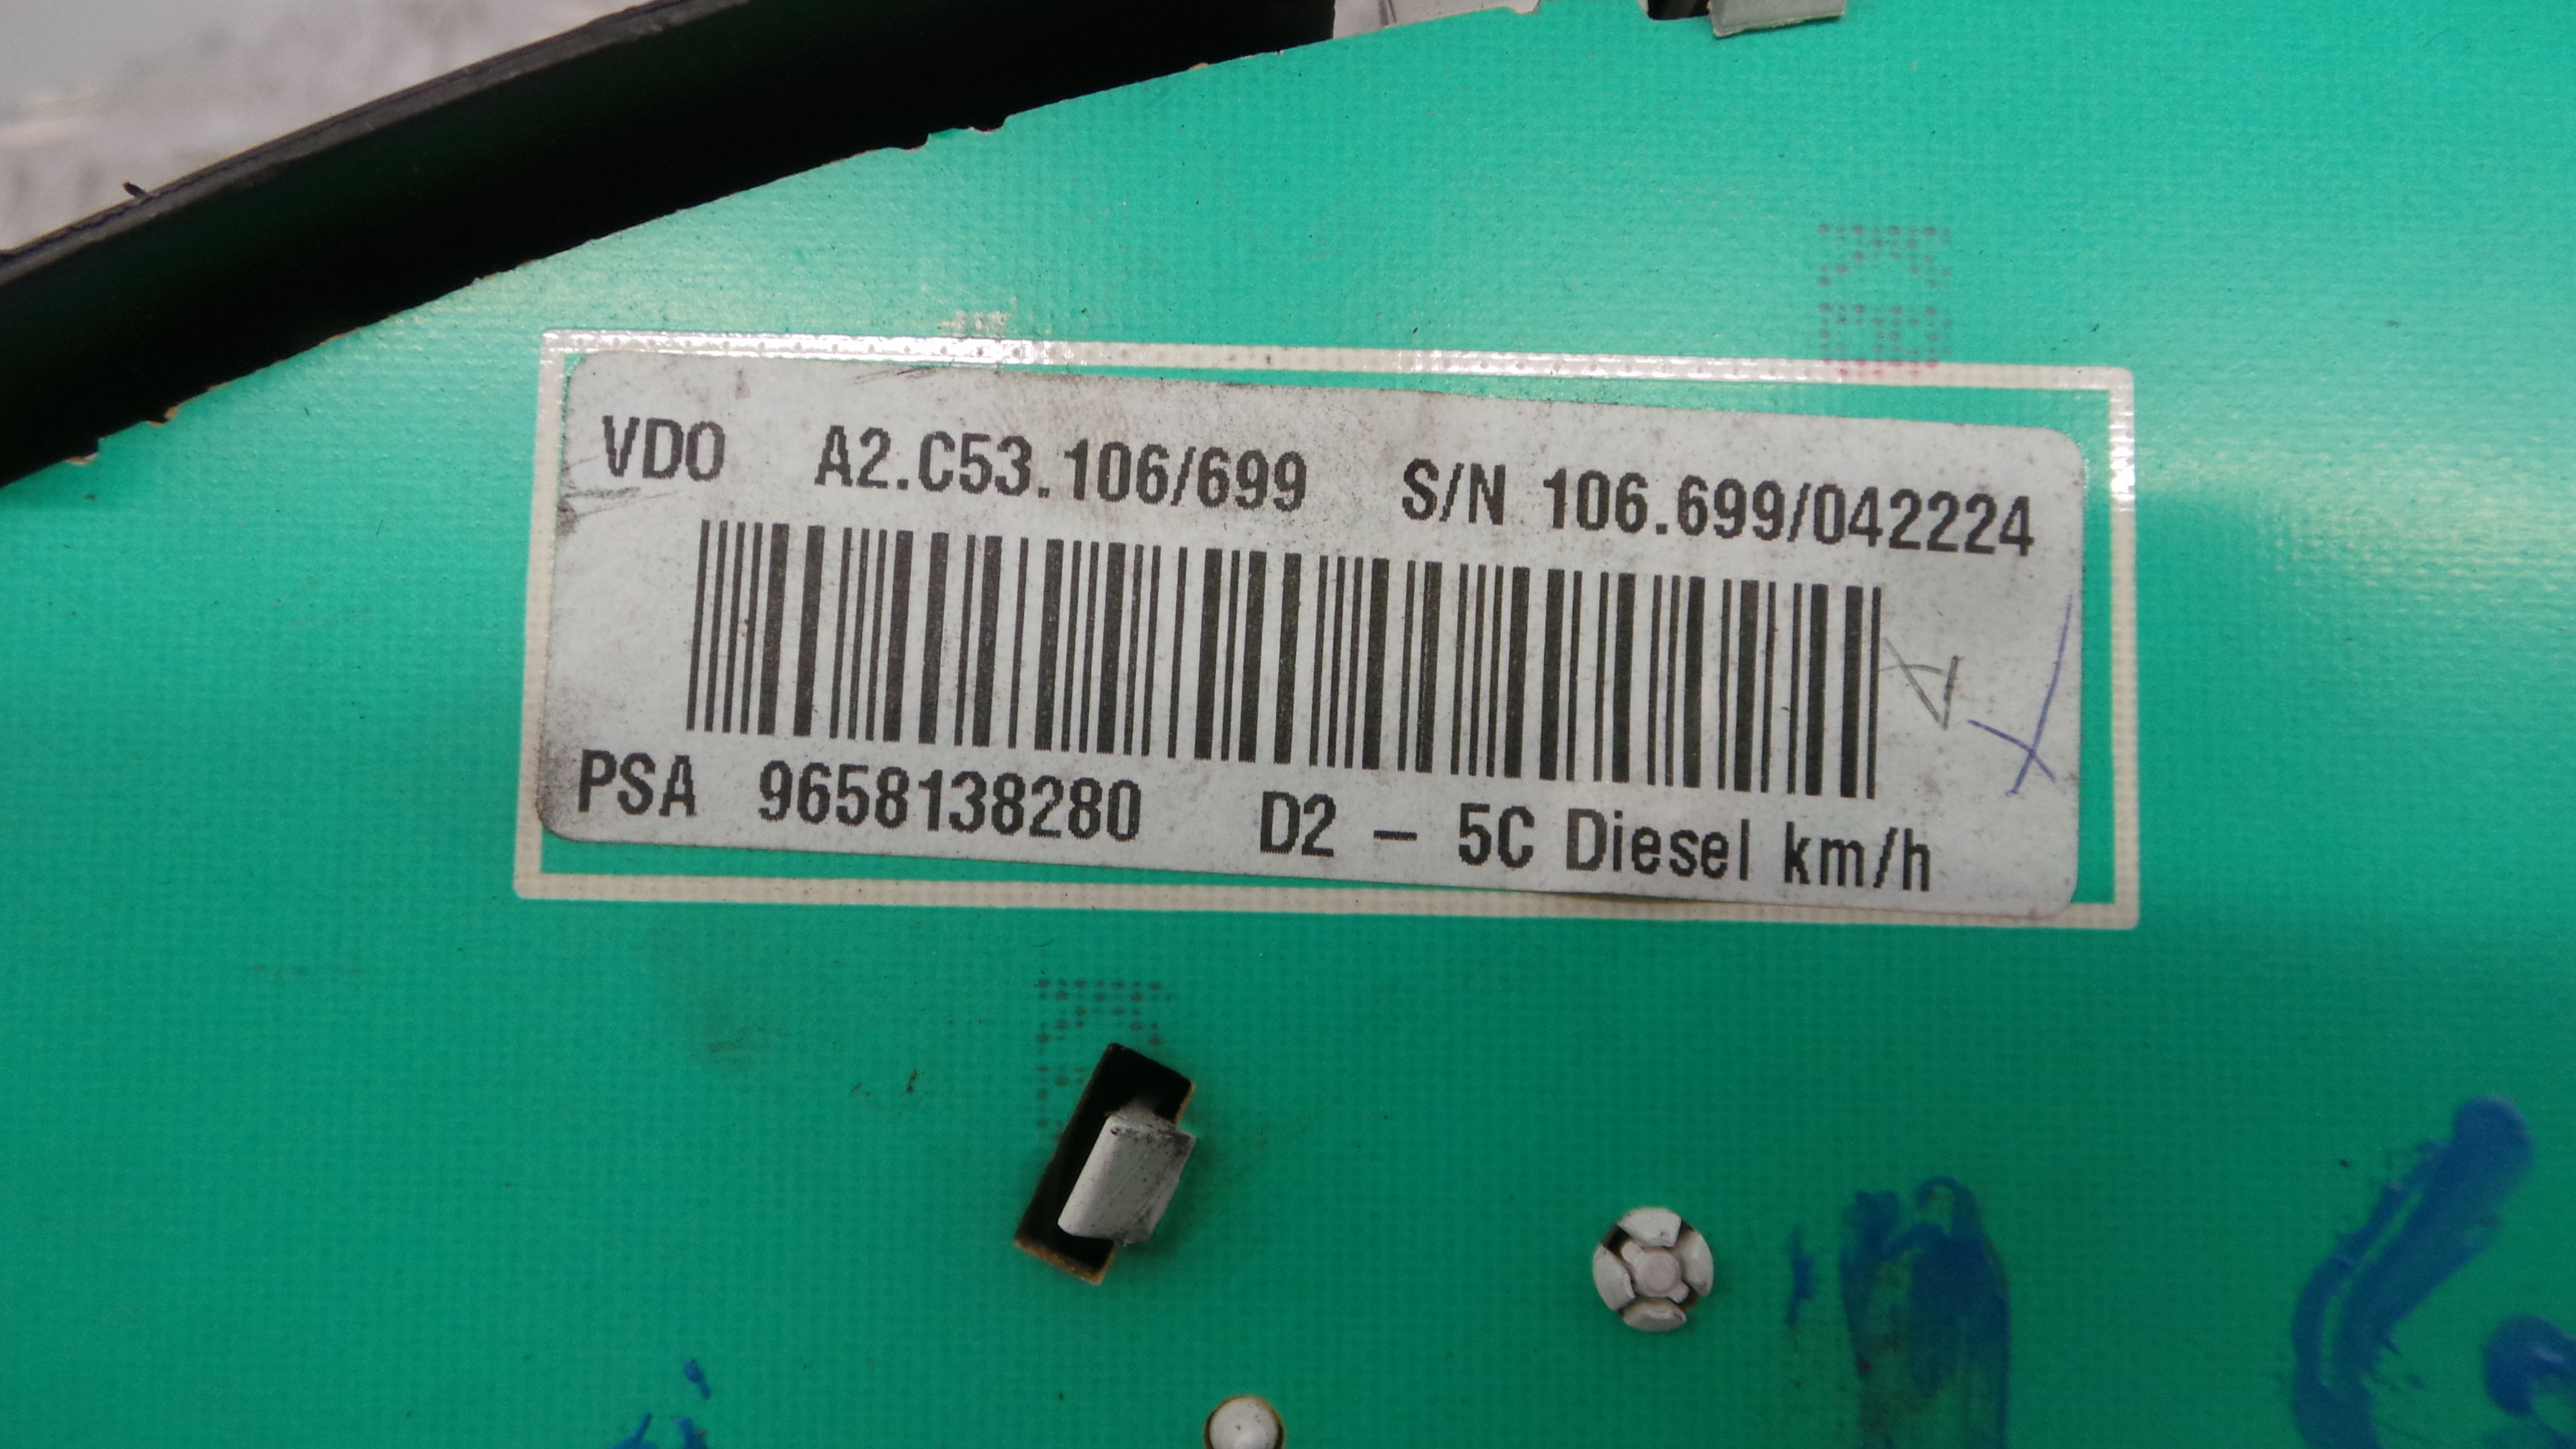 VDO A2.C53.106/699 S/N 106.699/042224
PSA 9658138280 D2 - 5C Diesel km/h